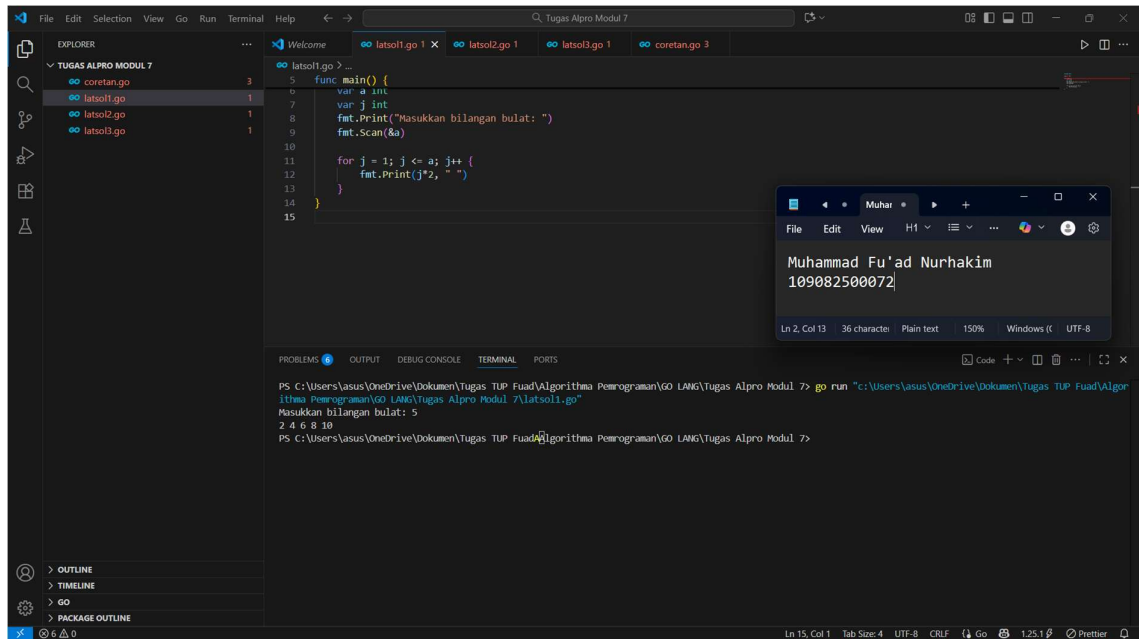 File Edit Selection View Go Run Terminal Help
Tugas Alpro Modul 7
EXPLORER
TUGAS ALPRO MODUL 7
coretan.go 3
latsol1.go 1
latsol2.go 1
latsol3.go 1
OUTLINE
TIMELINE
GO
PACKAGE OUTLINE
Welcome latsol1.go 1 latsol2.go 1 latsol3.go 1 coretan.go 3
latsol1.go > ...
5 func main() {
6 var a int
7 var j int
8 fmt.Print("Masukkan bilangan bulat: ")
9 fmt.Scan(&a)
10
11 for j = 1; j <= a; j++ {
12 fmt.Print(j*2, " ")
13 }
14 }
15
Muhar
File Edit View H1
Muhammad Fu'ad Nurhakim
109082500072
Ln 2, Col 13 36 character Plain text 150% Windows (C UTF-8
PROBLEMS 6 OUTPUT DEBUG CONSOLE TERMINAL PORTS
Code
PS C:\Users\asus\OneDrive\Dokumen\Tugas TUP Fuad\Algorithma Pemrograman\GO LANG\Tugas Alpro Modul 7> go run "c:\Users\asus\OneDrive\Dokumen\Tugas TUP Fuad\Algor
ithma Pemrograman\GO LANG\Tugas Alpro Modul 7\latsol1.go"
Masukkan bilangan bulat: 5
2 4 6 8 10
PS C:\Users\asus\OneDrive\Dokumen\Tugas TUP FuadAAlgorithma Pemrograman\GO LANG\Tugas Alpro Modul 7>
6 0
Ln 15, Col 1 Tab Size: 4 UTF-8 CRLF Go 1.25.1 Prettier